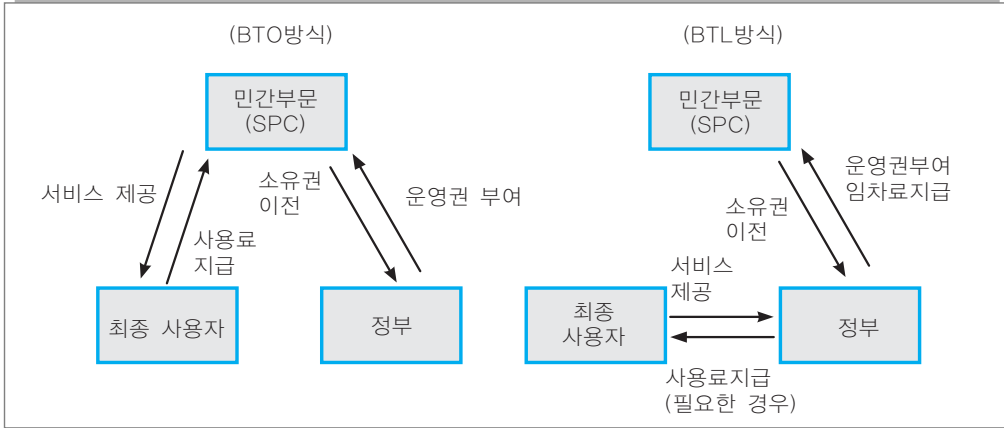 (BTO방식)
민간부문
(SPC)
서비스 제공
사용료
지급
소유권
이전
운영권 부여
최종 사용자
정부
(BTL방식)
민간부문
(SPC)
소유권
이전
운영권부여
임차료지급
서비스
제공
최종
사용자
정부
사용료지급
(필요한 경우)